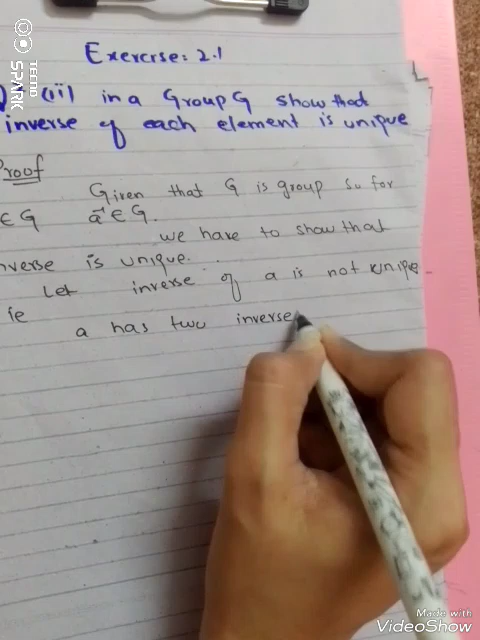 TECNO
SPARK
Exercise: 2.1
(ii) in a Group G show that
inverse of each element is unique
Proof
Given that G is group so for
∈ G a⁻¹ ∈ G.
we have to show that
nverse is unique.
Let inverse of a is not unique
ie
a has two inverse
Made with
VideoShow